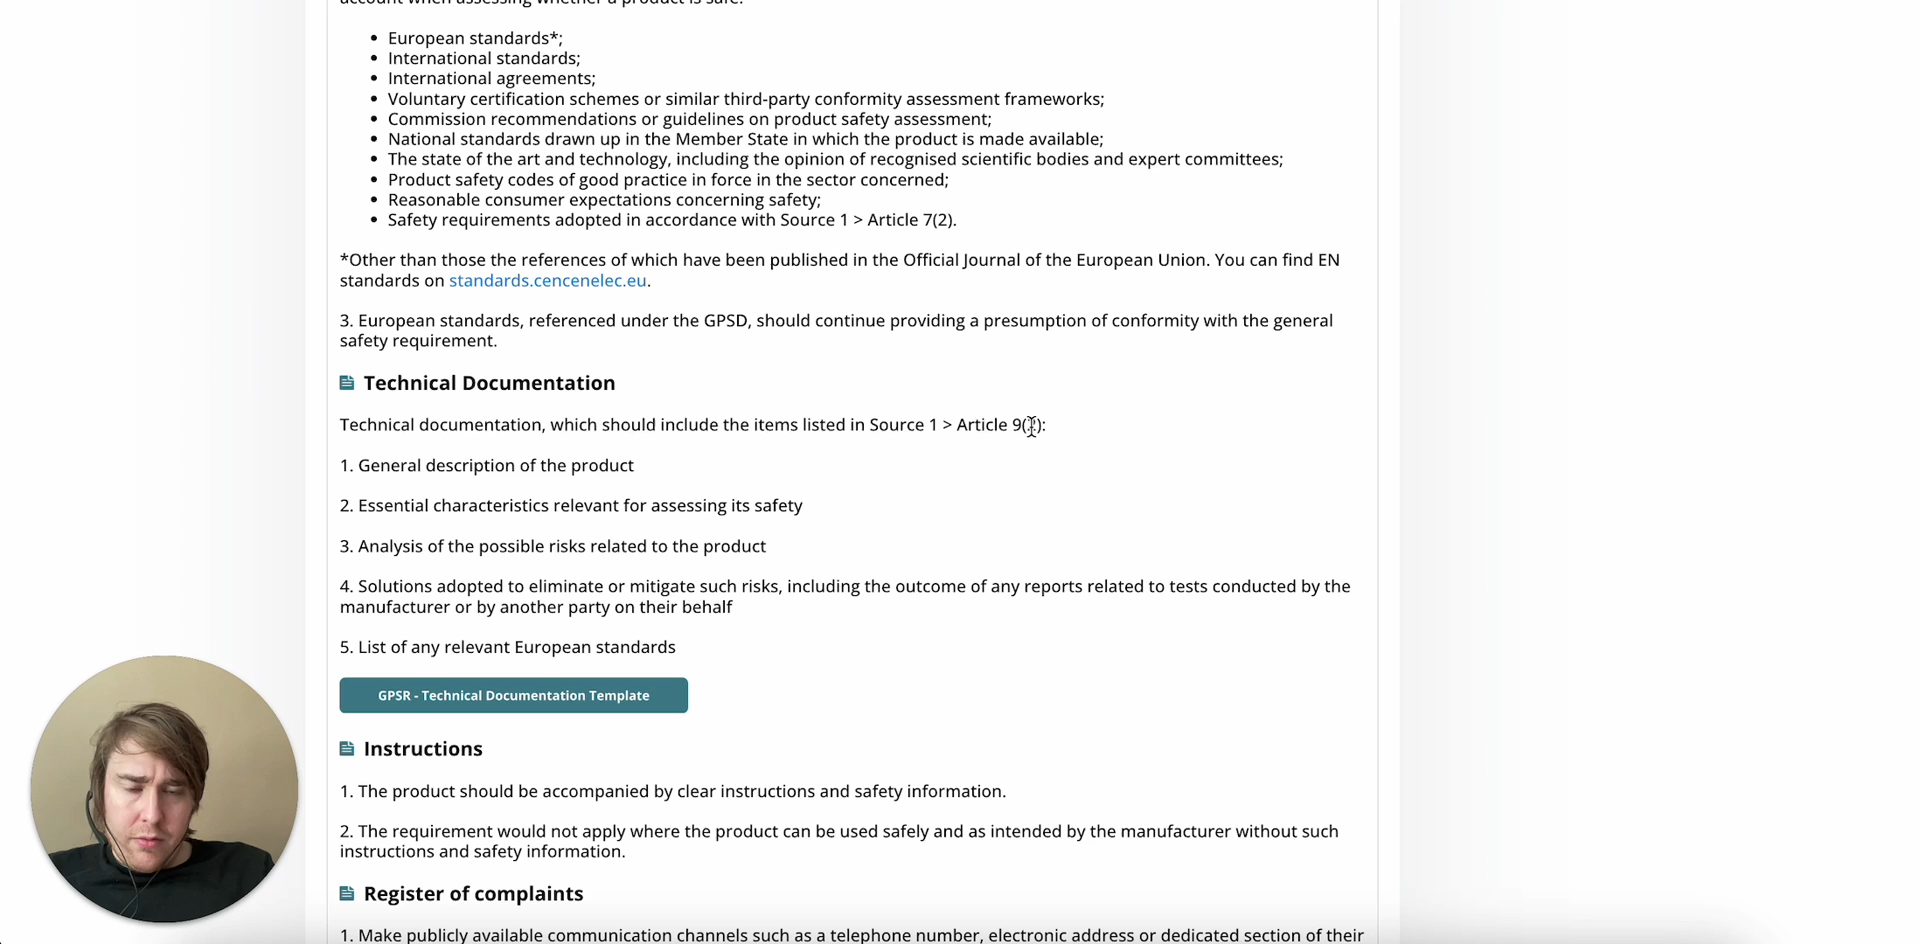 European standards*;
International standards;
International agreements;
Voluntary certification schemes or similar third-party conformity assessment frameworks;
Commission recommendations or guidelines on product safety assessment;
National standards drawn up in the Member State in which the product is made available;
The state of the art and technology, including the opinion of recognised scientific bodies and expert committees;
Product safety codes of good practice in force in the sector concerned;
Reasonable consumer expectations concerning safety;
Safety requirements adopted in accordance with Source 1 > Article 7(2).
*Other than those the references of which have been published in the Official Journal of the European Union. You can find EN
standards on standards.cencenelec.eu.
3. European standards, referenced under the GPSD, should continue providing a presumption of conformity with the general
safety requirement.
Technical Documentation
Technical documentation, which should include the items listed in Source 1 > Article
1. General description of the product
2. Essential characteristics relevant for assessing its safety
3. Analysis of the possible risks related to the product
4. Solutions adopted to eliminate or mitigate such risks, including the outcome of any reports related to tests conducted by the
manufacturer or by another party on their behalf
5. List of any relevant European standards
GPSR - Technical Documentation Template
Instructions
1. The product should be accompanied by clear instructions and safety information.
2. The requirement would not apply where the product can be used safely and as intended by the manufacturer without such
instructions and safety information.
Register of complaints
1. Make publicly available communication channels such as a telephone number, electronic address or dedicated section of their